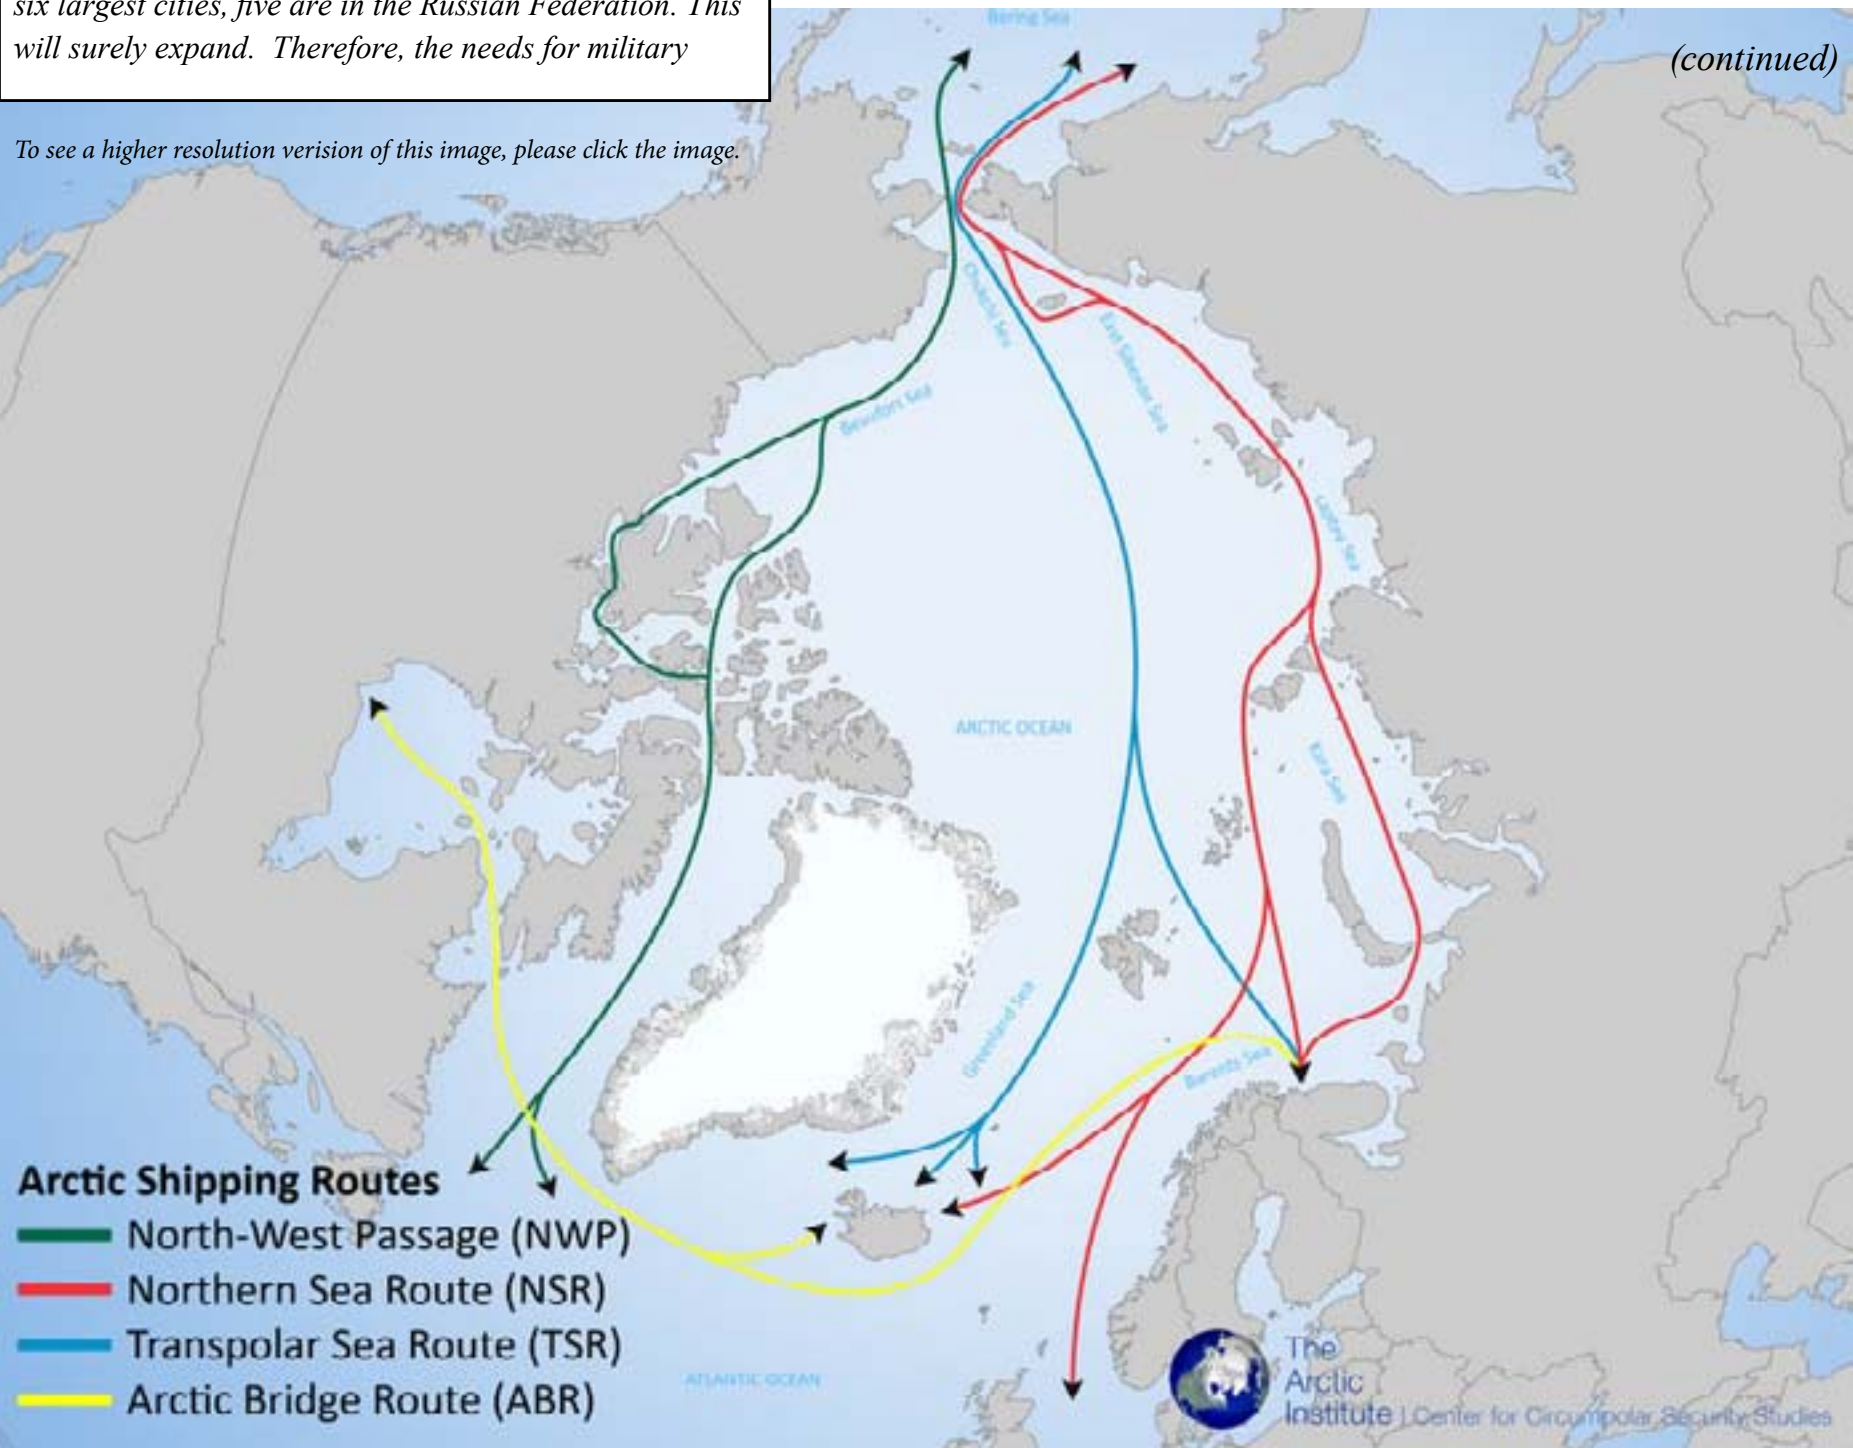 six largest cities, five are in the Russian Federation. This
will surely expand.  Therefore, the needs for military
(continued)
To see a higher resolution verision of this image, please click the image.
Bering Sea
Chukchi Sea
East Siberian Sea
Beaufort Sea
Laptev Sea
ARCTIC OCEAN
Kara Sea
Greenland Sea
Barents Sea
Arctic Shipping Routes
North-West Passage (NWP)
Northern Sea Route (NSR)
Transpolar Sea Route (TSR)
Arctic Bridge Route (ABR)
ATLANTIC OCEAN
The
Arctic
Institute | Center for Circumpolar Security Studies